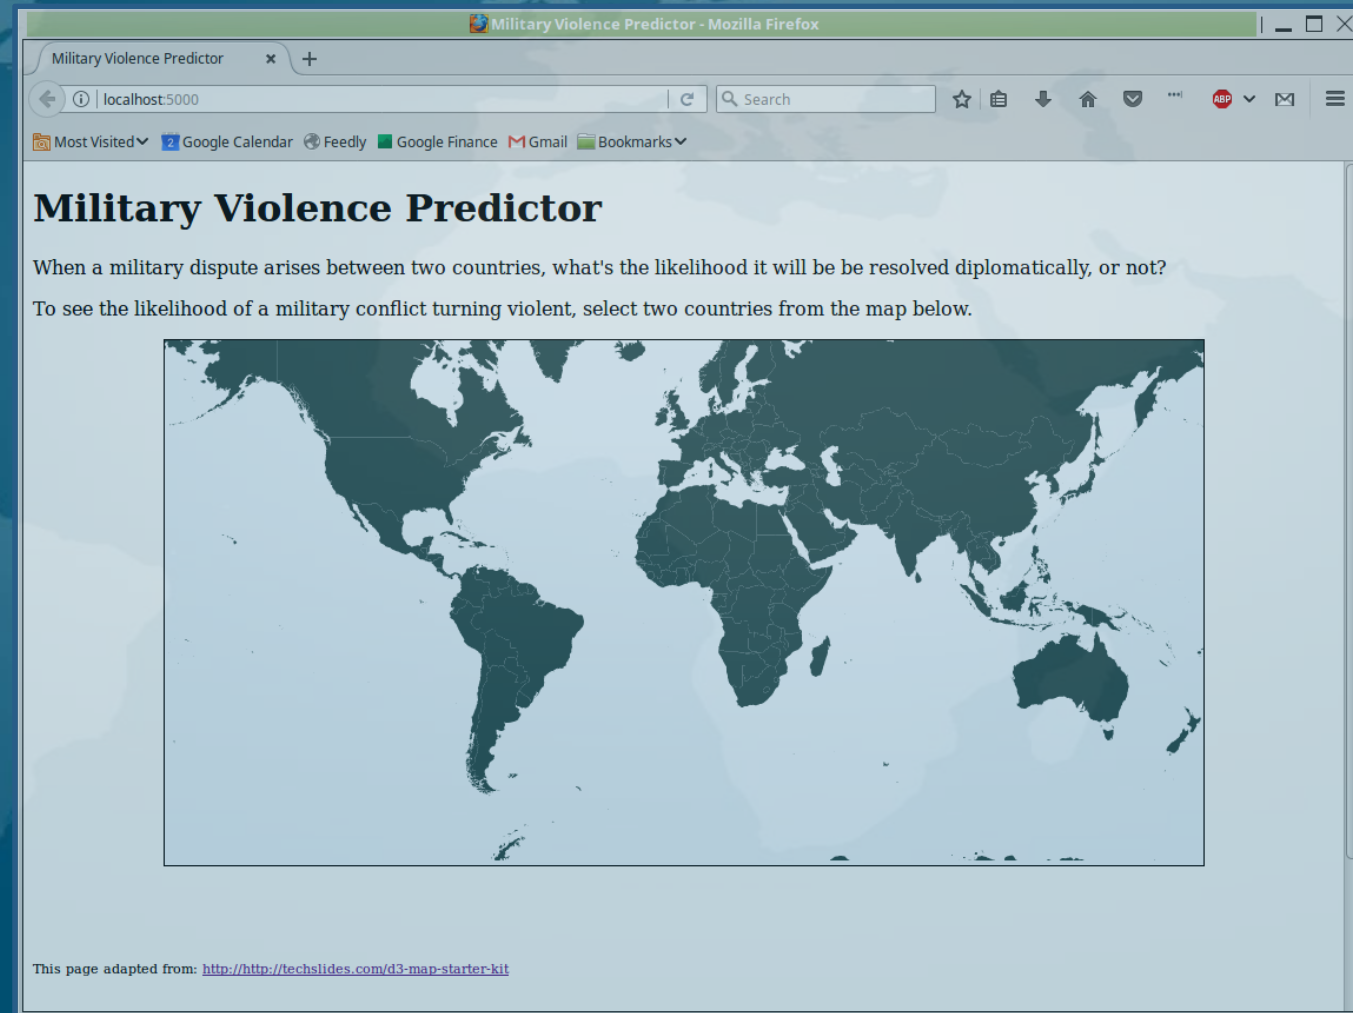 Military Violence Predictor - Mozilla Firefox
Military Violence Predictor
localhost:5000
Search
ABP
Most Visited 2 Google Calendar Feedly Google Finance Gmail Bookmarks
Military Violence Predictor
When a military dispute arises between two countries, what's the likelihood it will be be resolved diplomatically, or not?
To see the likelihood of a military conflict turning violent, select two countries from the map below.
This page adapted from: http://http://techslides.com/d3-map-starter-kit